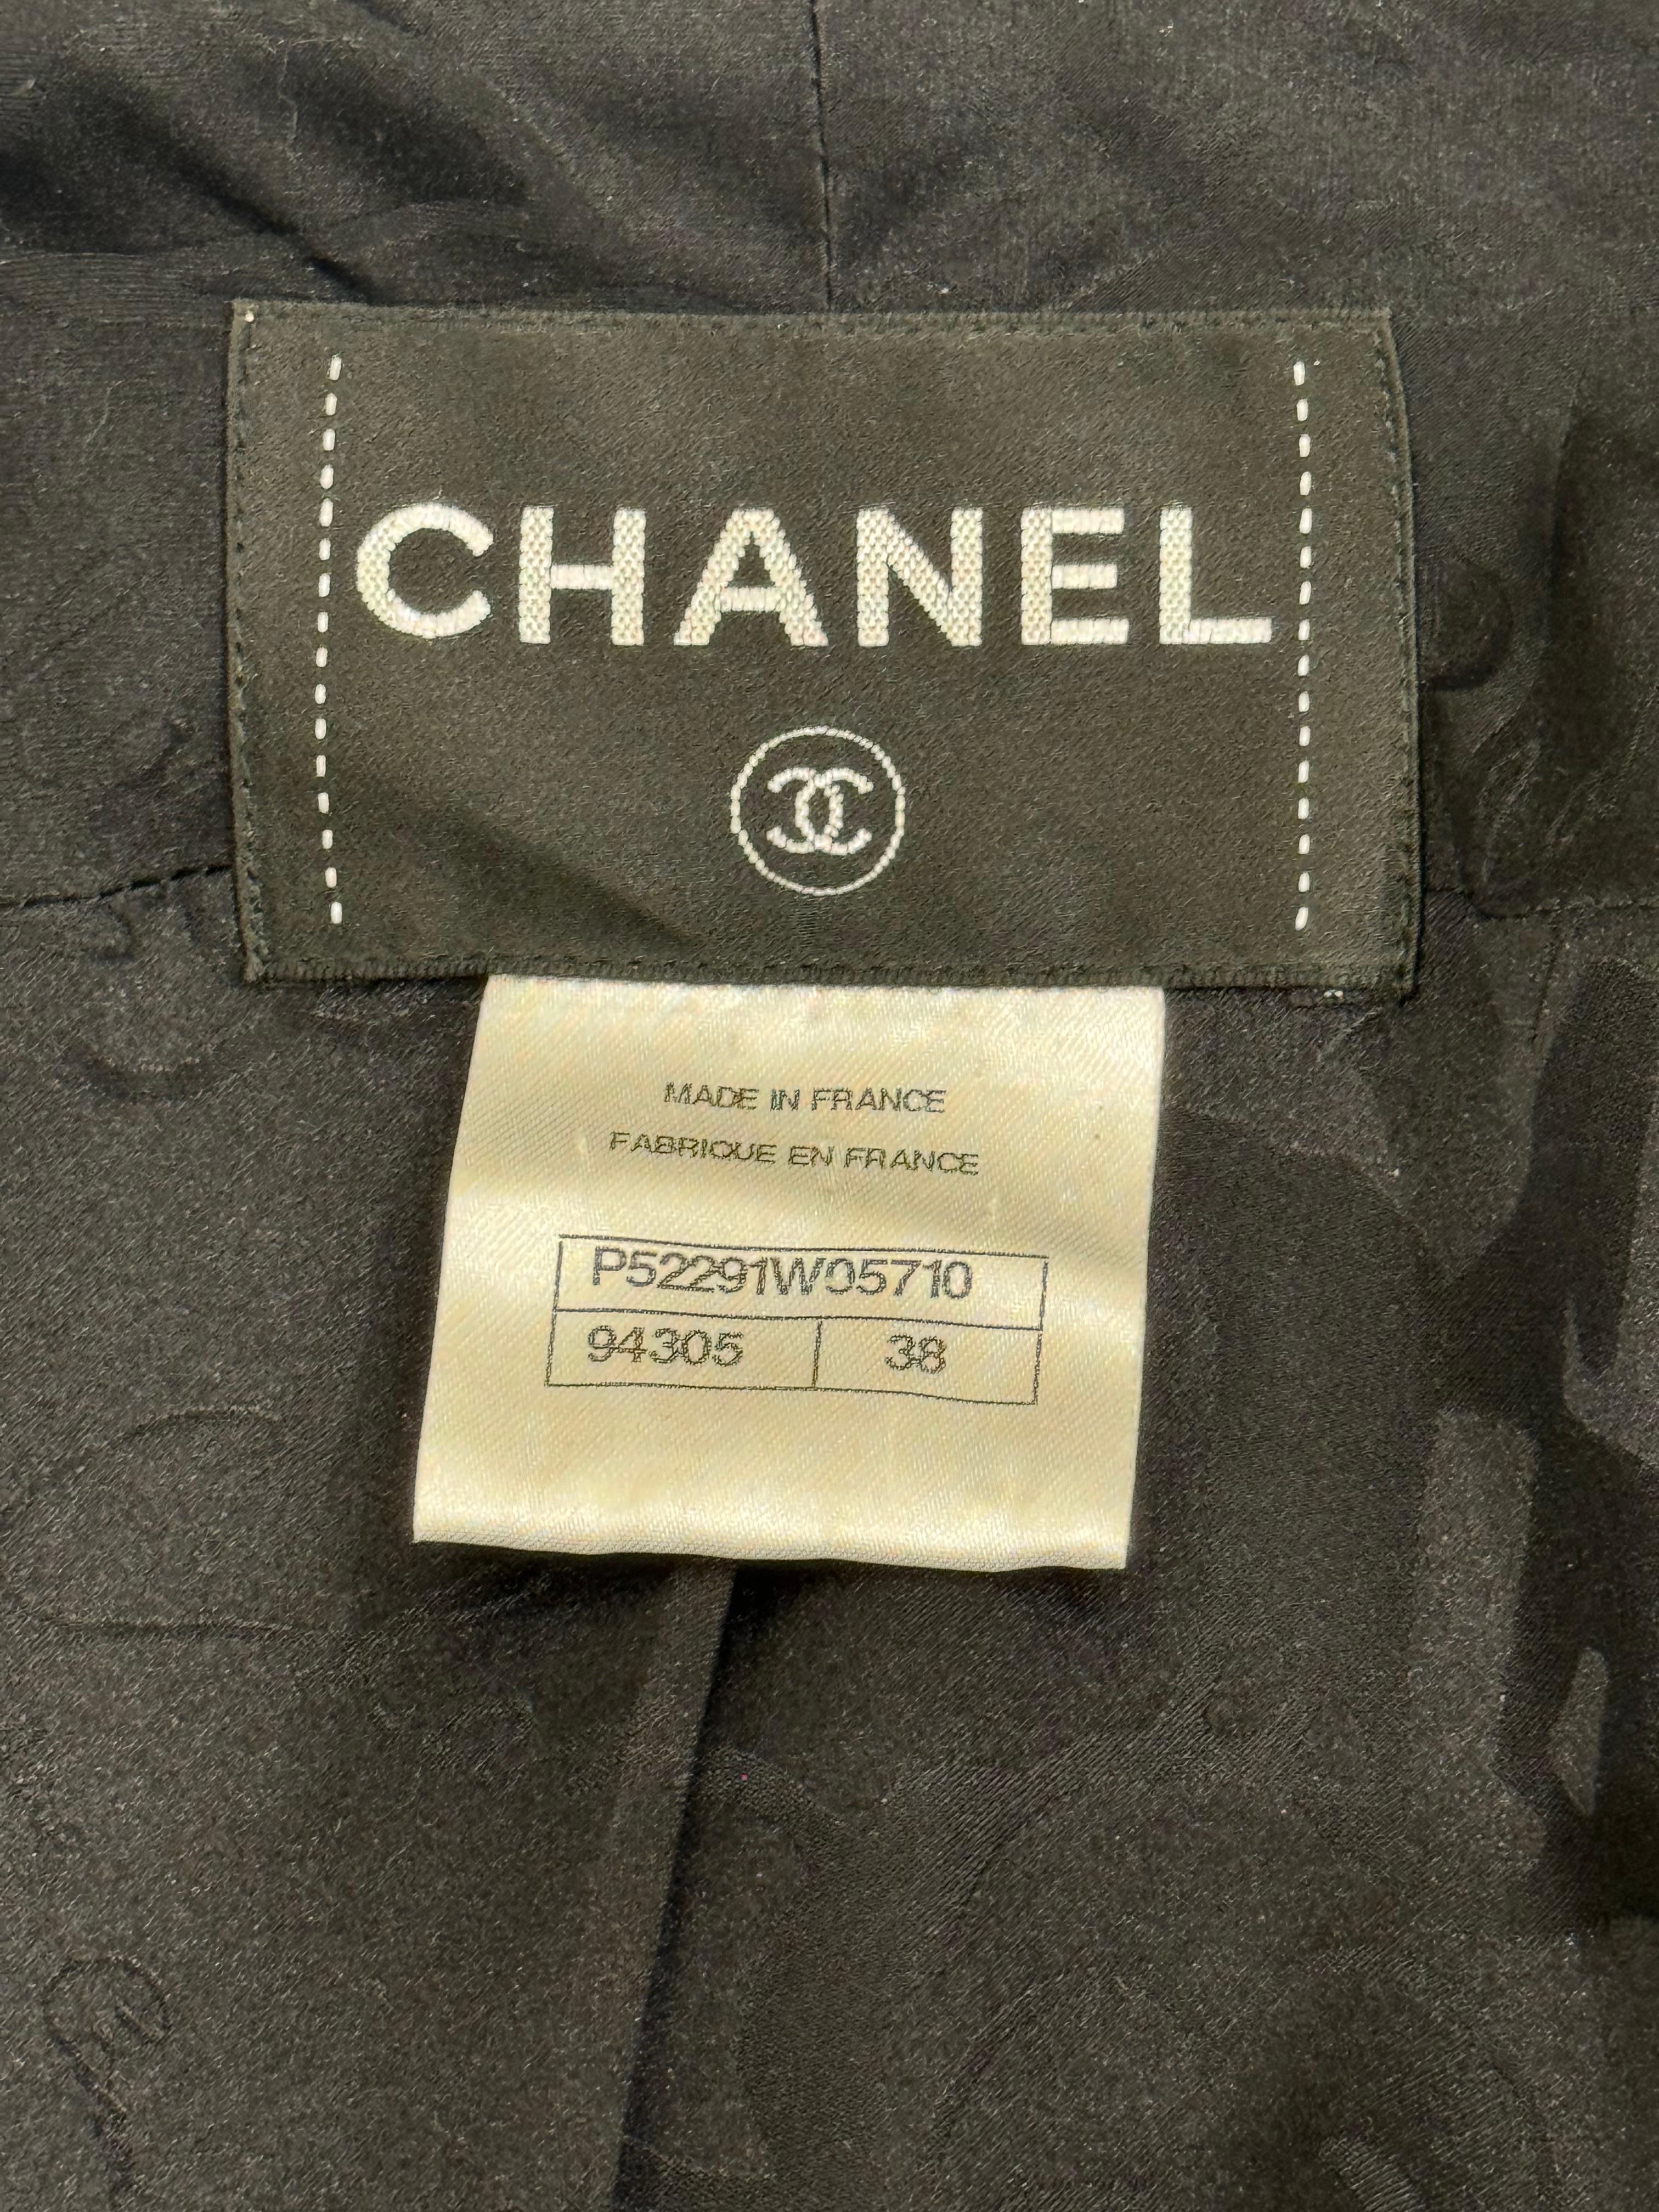 CHANEL
MADE IN FRANCE
FABRIQUE EN FRANCE
P52291W05710
94305 38